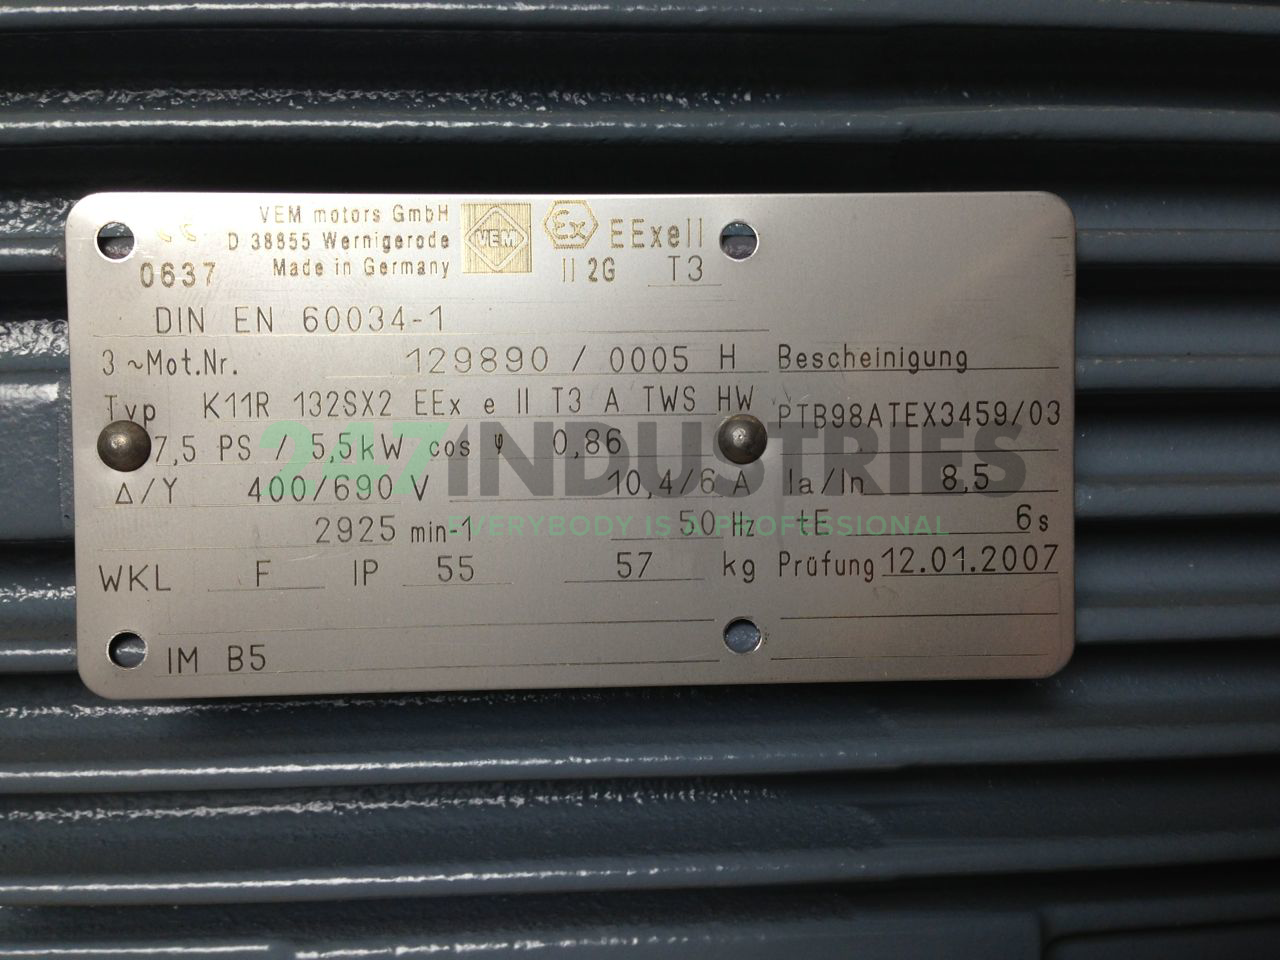 VEM motors GmbH
D 38855 Wernigerode
Made in Germany
CE
0637
VEM
Ex
EExeII
II 2G T3
DIN EN 60034-1
3 ~Mot.Nr. 129890 / 0005 H Bescheinigung
Typ K11R 132SX2 EEx e II T3 A TWS HW PTB98ATEX3459/03
7,5 PS / 5,5kW cos φ 0,86
Δ/Y 400/690 V 10,4/6 A Ia/In 8,5
2925 min-1 50 Hz tE 6s
WKL F IP 55 57 kg Prüfung 12.01.2007
IM B5
247INDUSTRIES
EVERYBODY IS A PROFESSIONAL